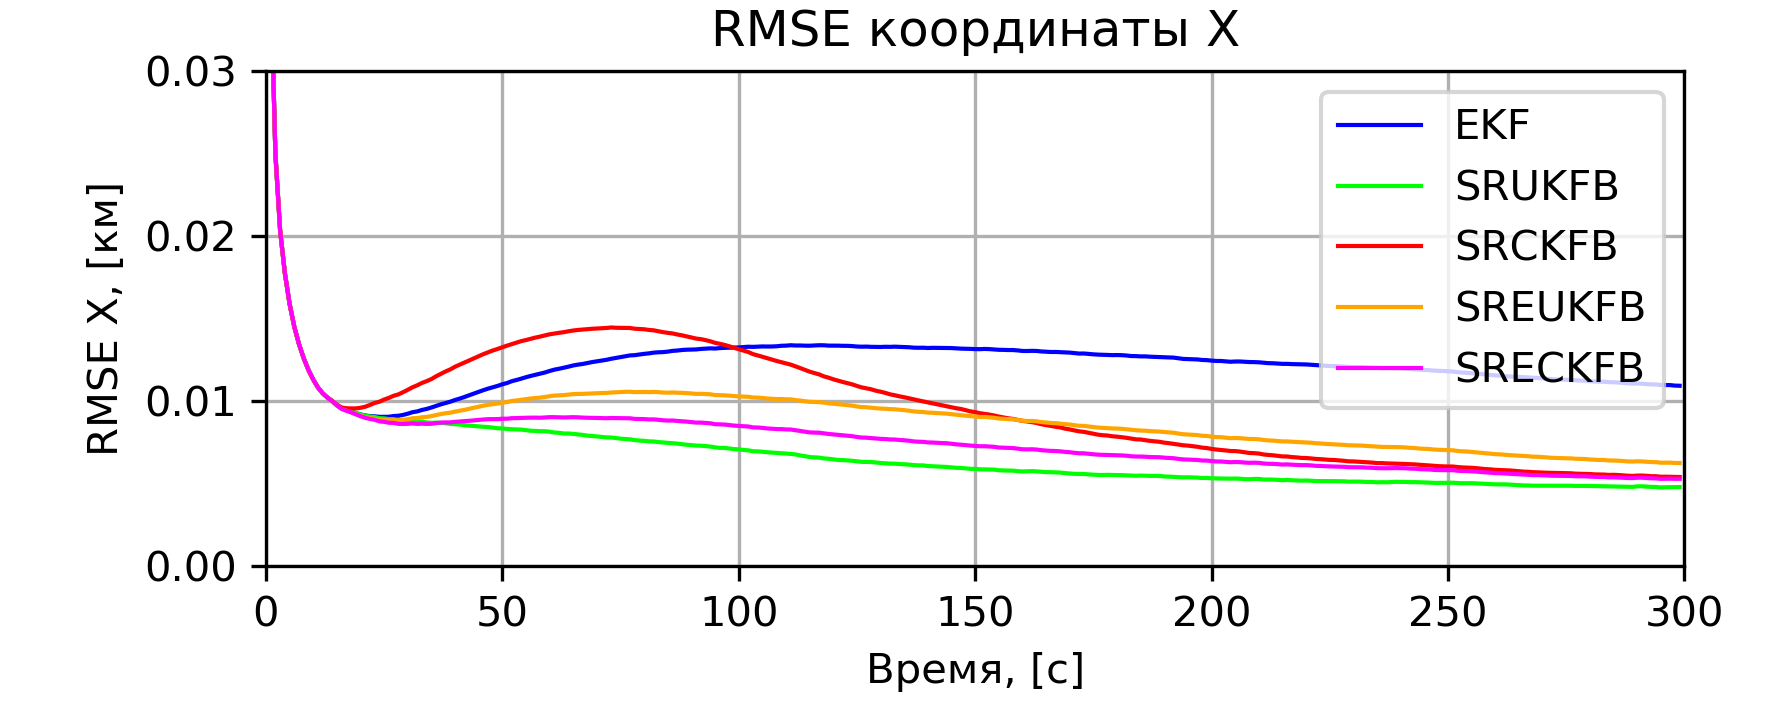 RMSE координаты X
RMSE X, [км]
0.03
0.02
0.01
0.00
0 50 100 150 200 250 300
Время, [с]
EKF
SRUKFB
SRCKFB
SREUKFB
SRECKFB